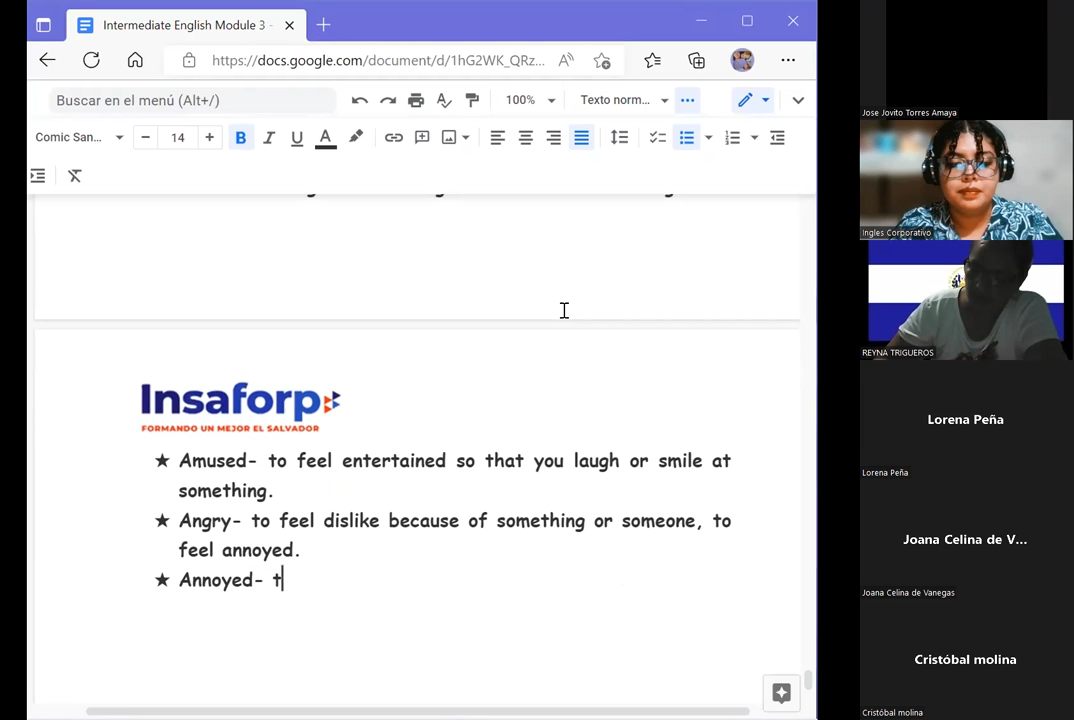 Intermediate English Module 3 -
https://docs.google.com/document/d/1hG2WK_QRz...
Buscar en el menú (Alt+/)
100%
Texto norm...
Comic San...
14
Insaforp
FORMANDO UN MEJOR EL SALVADOR
★ Amused- to feel entertained so that you laugh or smile at
something.
★ Angry- to feel dislike because of something or someone, to
feel annoyed.
★ Annoyed- t
Jose Jovito Torres Amaya
Ingles Corporativo
REYNA TRIGUEROS
Lorena Peña
Lorena Peña
Joana Celina de V...
Joana Celina de Vanegas
Cristóbal molina
Cristóbal molina